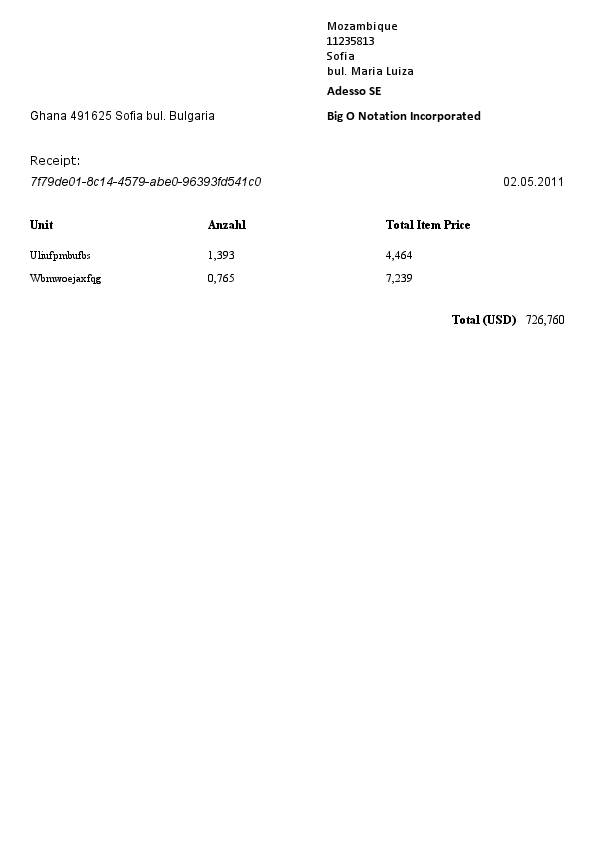 Mozambique
11235813
Sofia
bul. Maria Luiza
Adesso SE
Ghana 491625 Sofia bul. Bulgaria
Big O Notation Incorporated
Receipt:
7f79de01-8c14-4579-abe0-96393fd541c0
02.05.2011
Unit Anzahl Total Item Price
Uliufpmbufbs 1,393 4,464
Wbmwoejaxfqg 0,765 7,239
Total (USD) 726,760